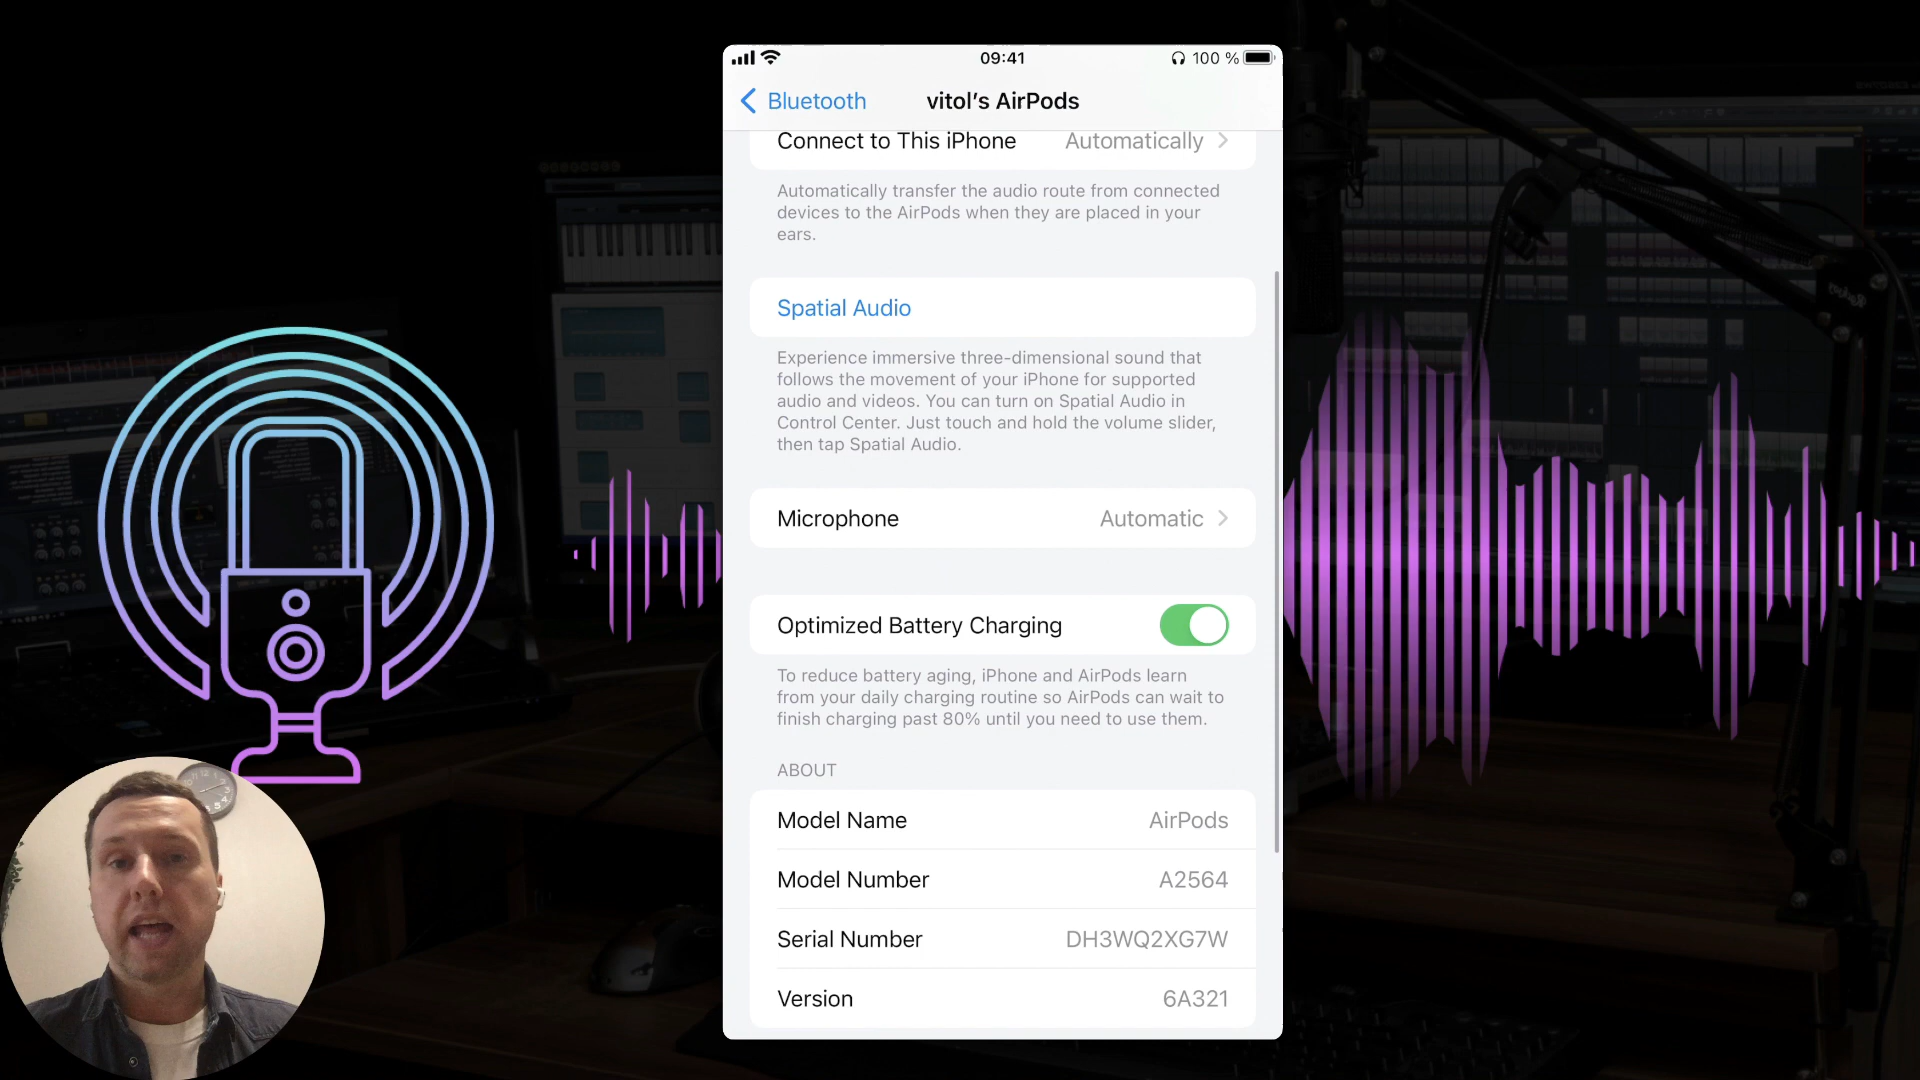 09:41
100 %
Bluetooth
vitol's AirPods
Connect to This iPhone
Automatically
Automatically transfer the audio route from connected
devices to the AirPods when they are placed in your
ears.
Spatial Audio
Experience immersive three-dimensional sound that
follows the movement of your iPhone for supported
audio and videos. You can turn on Spatial Audio in
Control Center. Just touch and hold the volume slider,
then tap Spatial Audio.
Microphone
Automatic
Optimized Battery Charging
To reduce battery aging, iPhone and AirPods learn
from your daily charging routine so AirPods can wait to
finish charging past 80% until you need to use them.
ABOUT
Model Name
AirPods
Model Number
A2564
Serial Number
DH3WQ2XG7W
Version
6A321